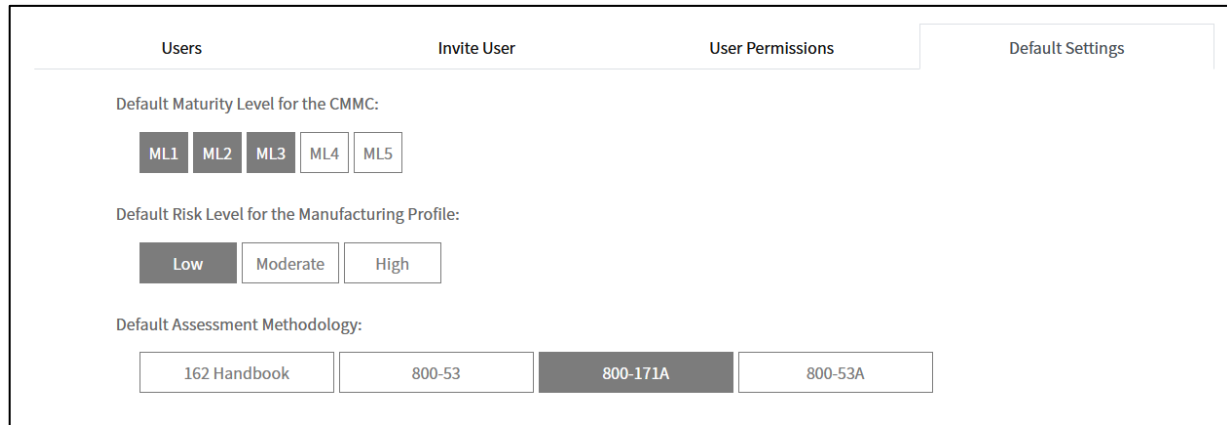 Users Invite User User Permissions Default Settings
Default Maturity Level for the CMMC:
ML1 ML2 ML3 ML4 ML5
Default Risk Level for the Manufacturing Profile:
Low Moderate High
Default Assessment Methodology:
162 Handbook 800-53 800-171A 800-53A